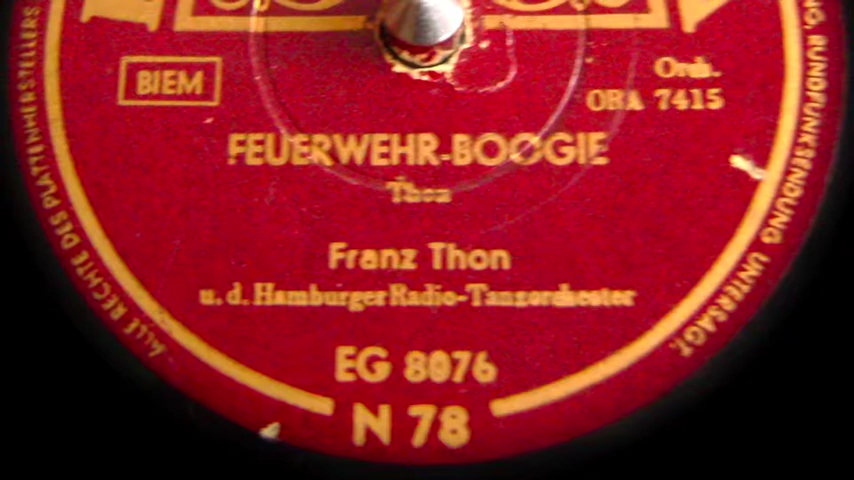 BIEM
Orch.
ORA 7415
FEUERWEHR-BOOGIE
Thon
Franz Thon
u. d. Hamburger Radio-Tanzorchester
EG 8076
N 78
ALLE RECHTE DES PLATTENHERSTELLERS
RUNDFUNKSENDUNG UNTERSAGT.